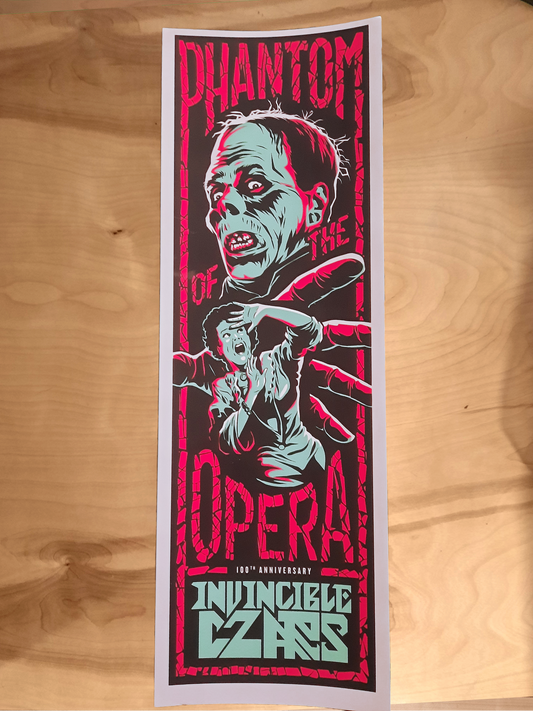 PHANTOM
OF THE
OPERA
100TH ANNIVERSARY
INVINCIBLE
CZARS